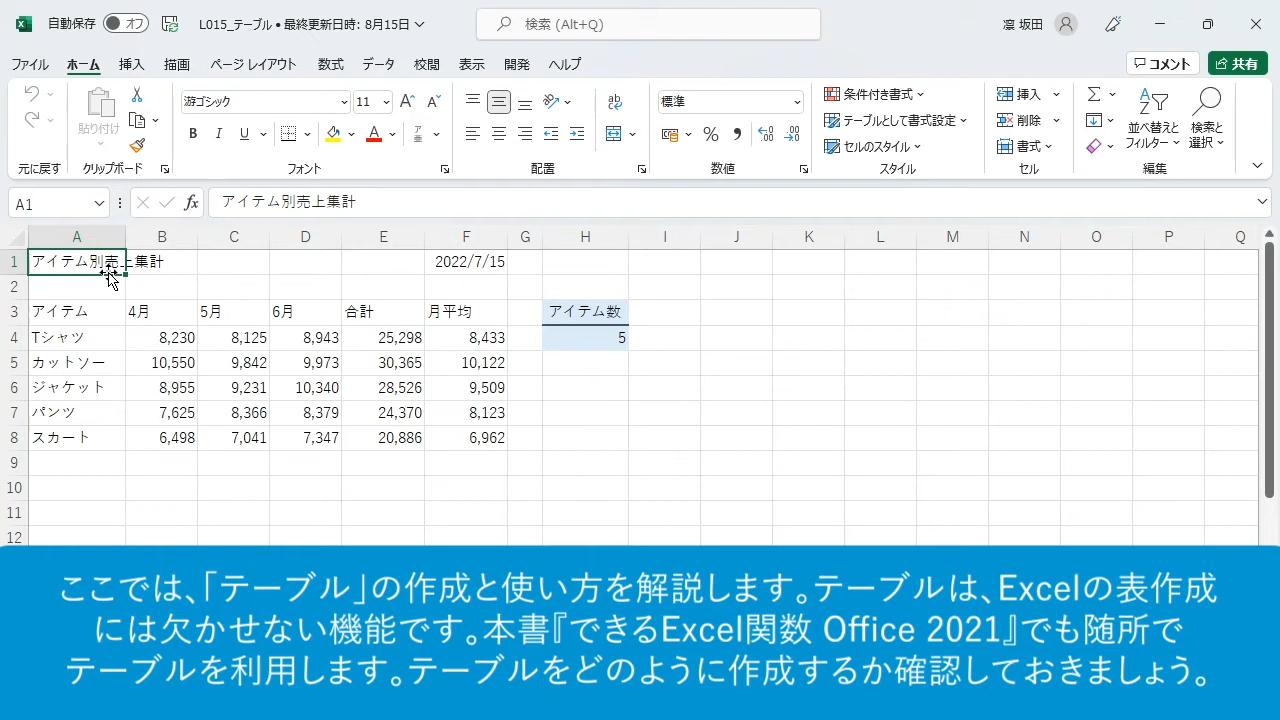 自動保存 オフ L015_テーブル • 最終更新日時: 8月15日 検索 (Alt+Q) 凛 坂田
ファイル ホーム 挿入 描画 ページ レイアウト 数式 データ 校閲 表示 開発 ヘルプ コメント 共有
貼り付け 游ゴシック 11 標準 条件付き書式 挿入 並べ替えと 検索と
B I U テーブルとして書式設定 削除 フィルター 選択
セルのスタイル 書式
元に戻す クリップボード フォント 配置 数値 スタイル セル 編集
A1 fx アイテム別売上集計
A B C D E F G H I J K L M N O P Q
1 アイテム別売上集計 2022/7/15
2
3 アイテム 4月 5月 6月 合計 月平均 アイテム数
4 Tシャツ 8,230 8,125 8,943 25,298 8,433 5
5 カットソー 10,550 9,842 9,973 30,365 10,122
6 ジャケット 8,955 9,231 10,340 28,526 9,509
7 パンツ 7,625 8,366 8,379 24,370 8,123
8 スカート 6,498 7,041 7,347 20,886 6,962
9
10
11
12
ここでは、「テーブル」の作成と使い方を解説します。テーブルは、Excelの表作成
には欠かせない機能です。本書『できるExcel関数 Office 2021』でも随所で
テーブルを利用します。テーブルをどのように作成するか確認しておきましょう。